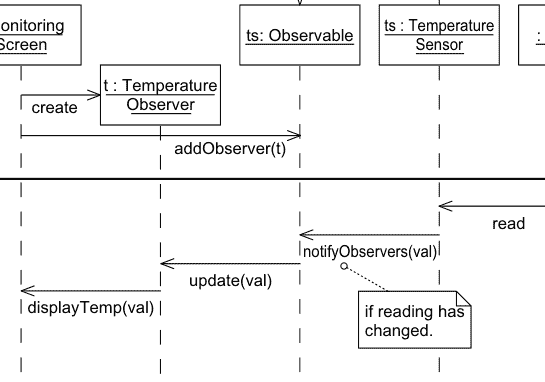 onitoring
Screen
ts: Observable
ts : Temperature
Sensor
:
t : Temperature
Observer
create
addObserver(t)
read
notifyObservers(val)
update(val)
displayTemp(val)
if reading has
changed.